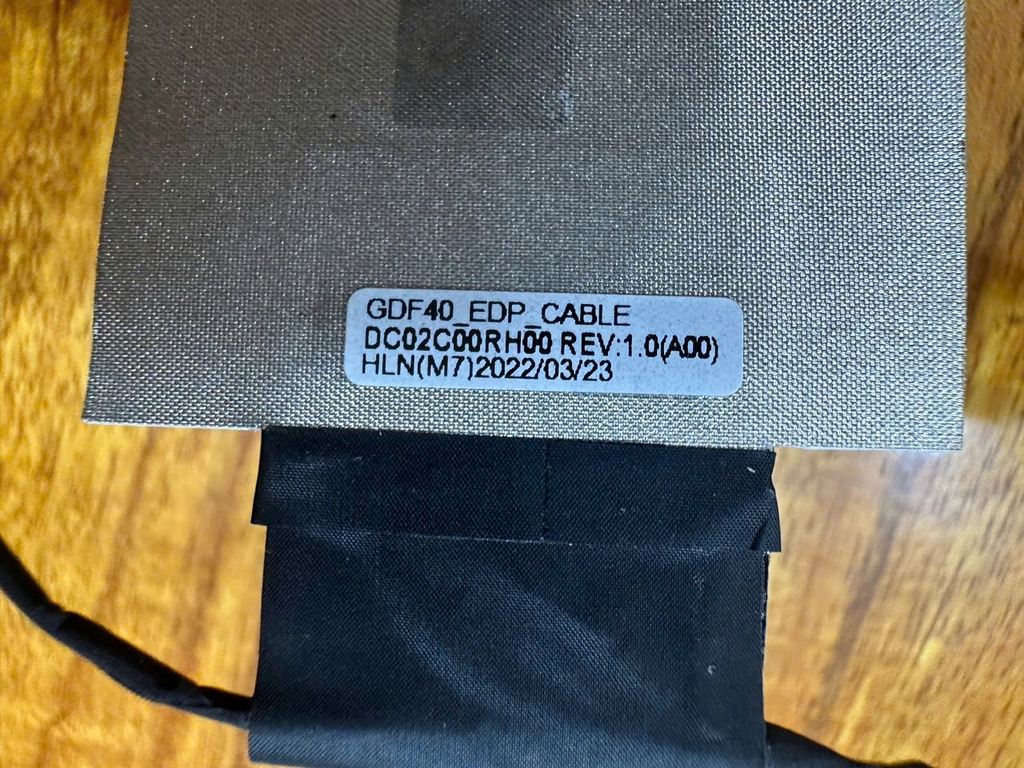 GDF40_EDP_CABLE
DC02C00RH00 REV:1.0(A00)
HLN(M7)2022/03/23